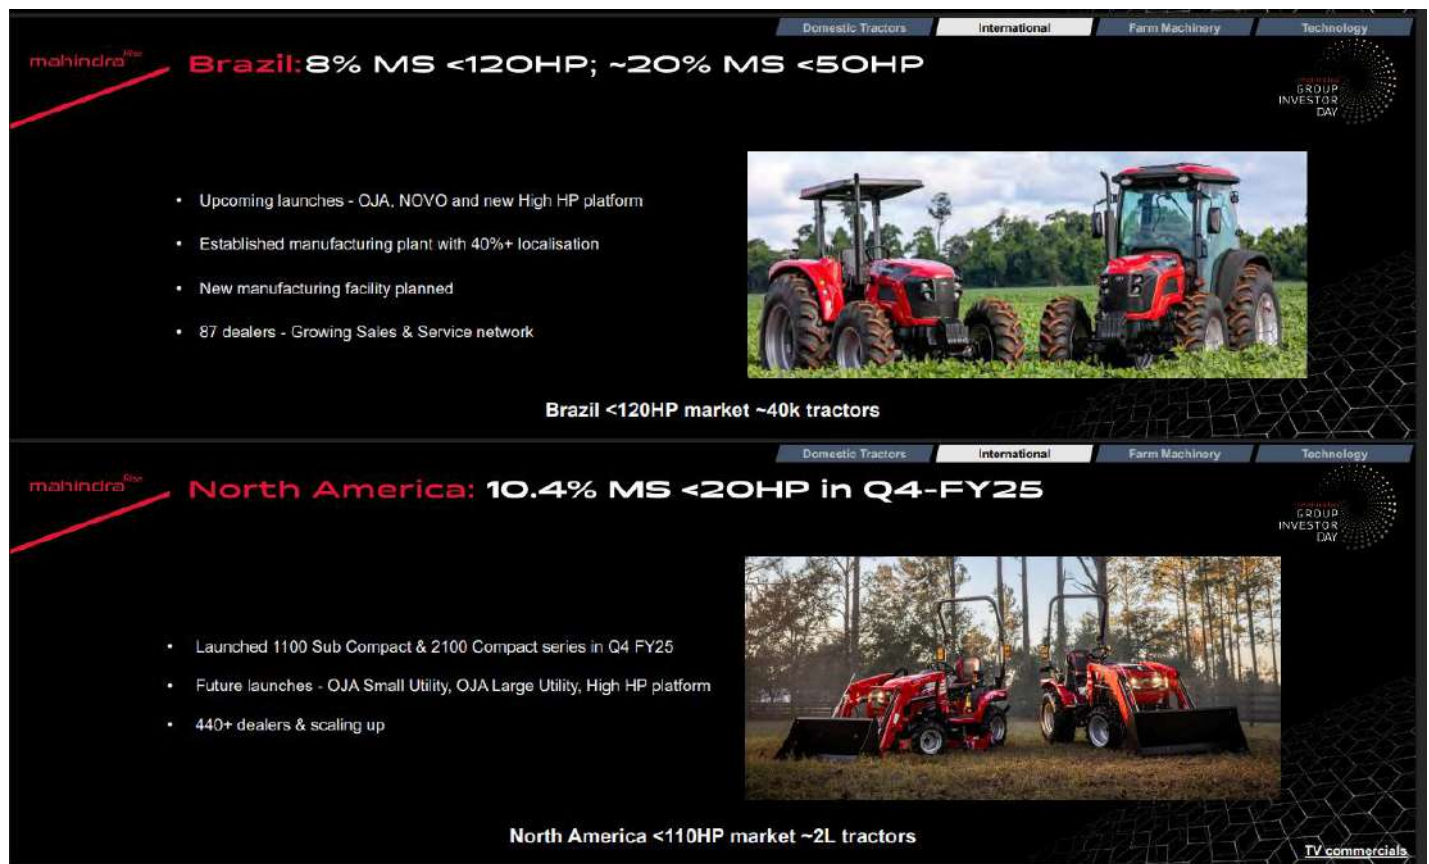 Domestic Tractors International Farm Machinery Technology
mahindra Rise
Brazil: 8% MS <120HP; ~20% MS <50HP
GROUP
INVESTOR
DAY
• Upcoming launches - OJA, NOVO and new High HP platform
• Established manufacturing plant with 40%+ localisation
• New manufacturing facility planned
• 87 dealers - Growing Sales & Service network
Brazil <120HP market ~40k tractors
Domestic Tractors International Farm Machinery Technology
mahindra Rise
North America: 10.4% MS <20HP in Q4-FY25
GROUP
INVESTOR
DAY
• Launched 1100 Sub Compact & 2100 Compact series in Q4 FY25
• Future launches - OJA Small Utility, OJA Large Utility, High HP platform
• 440+ dealers & scaling up
North America <110HP market ~2L tractors
TV commercials